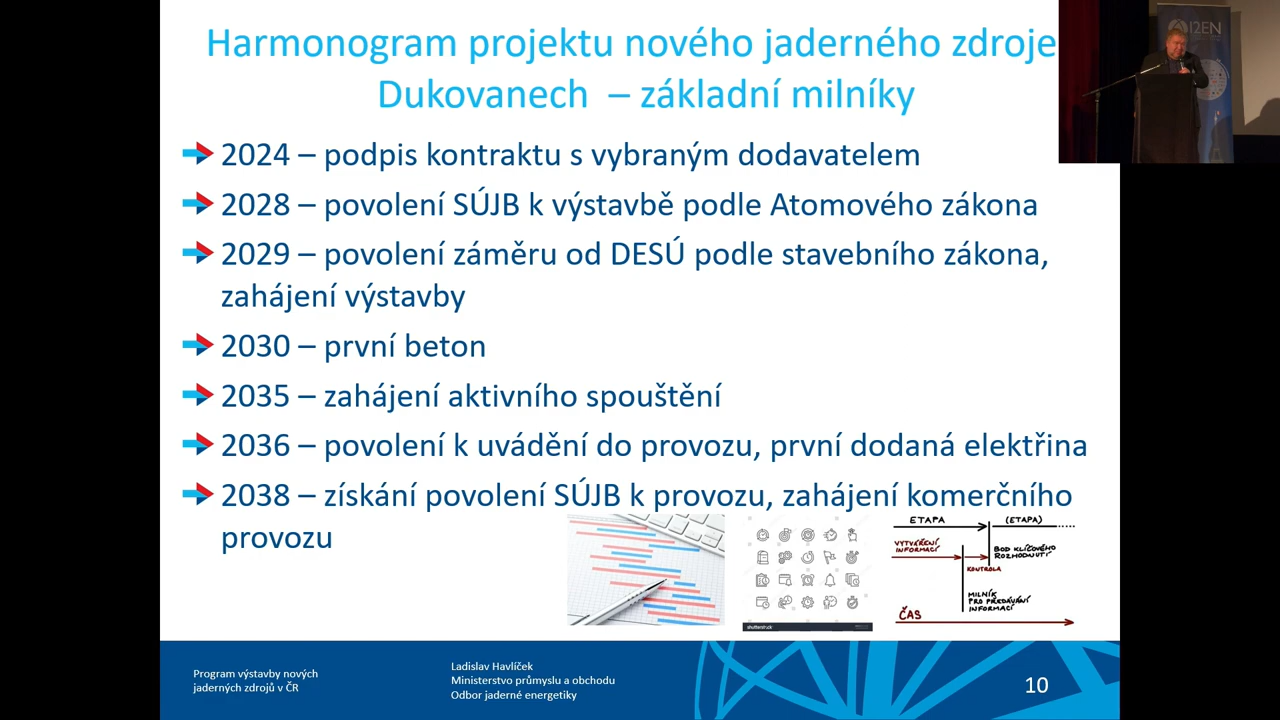 Harmonogram projektu nového jaderného zdroje
Dukovanech – základní milníky
2024 – podpis kontraktu s vybraným dodavatelem
2028 – povolení SÚJB k výstavbě podle Atomového zákona
2029 – povolení záměru od DESÚ podle stavebního zákona,
zahájení výstavby
2030 – první beton
2035 – zahájení aktivního spouštění
2036 – povolení k uvádění do provozu, první dodaná elektřina
2038 – získání povolení SÚJB k provozu, zahájení komerčního
provozu
ETAPA
(ETAPA)
VYTVÁŘENÍ
INFORMACÍ
BOD KLÍČOVÉHO
ROZHODNUTÍ
KONTROLA
MILNÍK
PRO PŘEDÁVÁNÍ
INFORMACÍ
ČAS
shutterstock
I2EN
Program výstavby nových
jaderných zdrojů v ČR
Ladislav Havlíček
Ministerstvo průmyslu a obchodu
Odbor jaderné energetiky
10